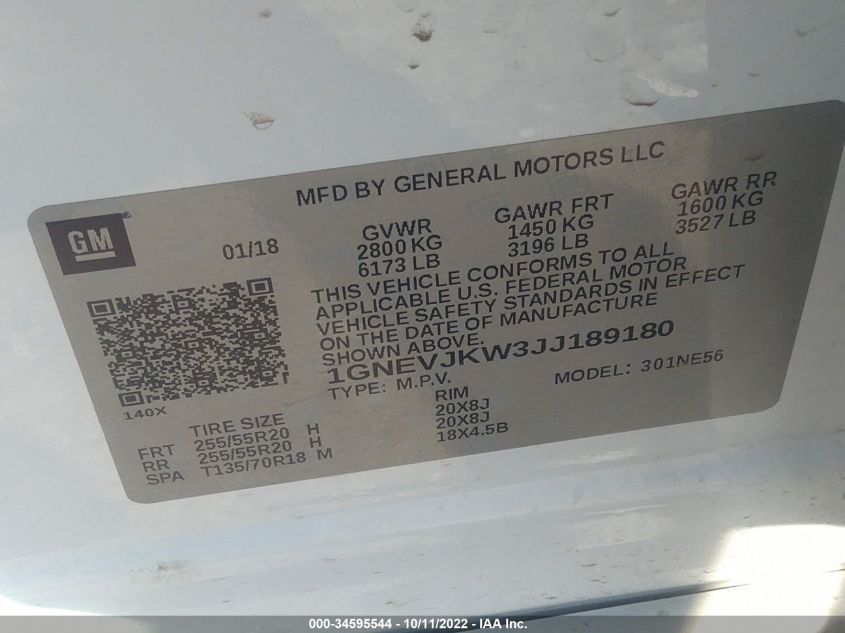 MFD BY GENERAL MOTORS LLC
GM®
01/18
GVWR
2800 KG
6173 LB
GAWR FRT
1450 KG
3196 LB
GAWR RR
1600 KG
3527 LB
THIS VEHICLE CONFORMS TO ALL
APPLICABLE U.S. FEDERAL MOTOR
VEHICLE SAFETY STANDARDS IN EFFECT
ON THE DATE OF MANUFACTURE
SHOWN ABOVE.
1GNEVJKW3JJ189180
TYPE: M.P.V.
MODEL: 301NE56
140X
TIRE SIZE
RIM
FRT 255/55R20 H 20X8J
RR 255/55R20 H 20X8J
SPA T135/70R18 M 18X4.5B
000-34595544 - 10/11/2022 - IAA Inc.